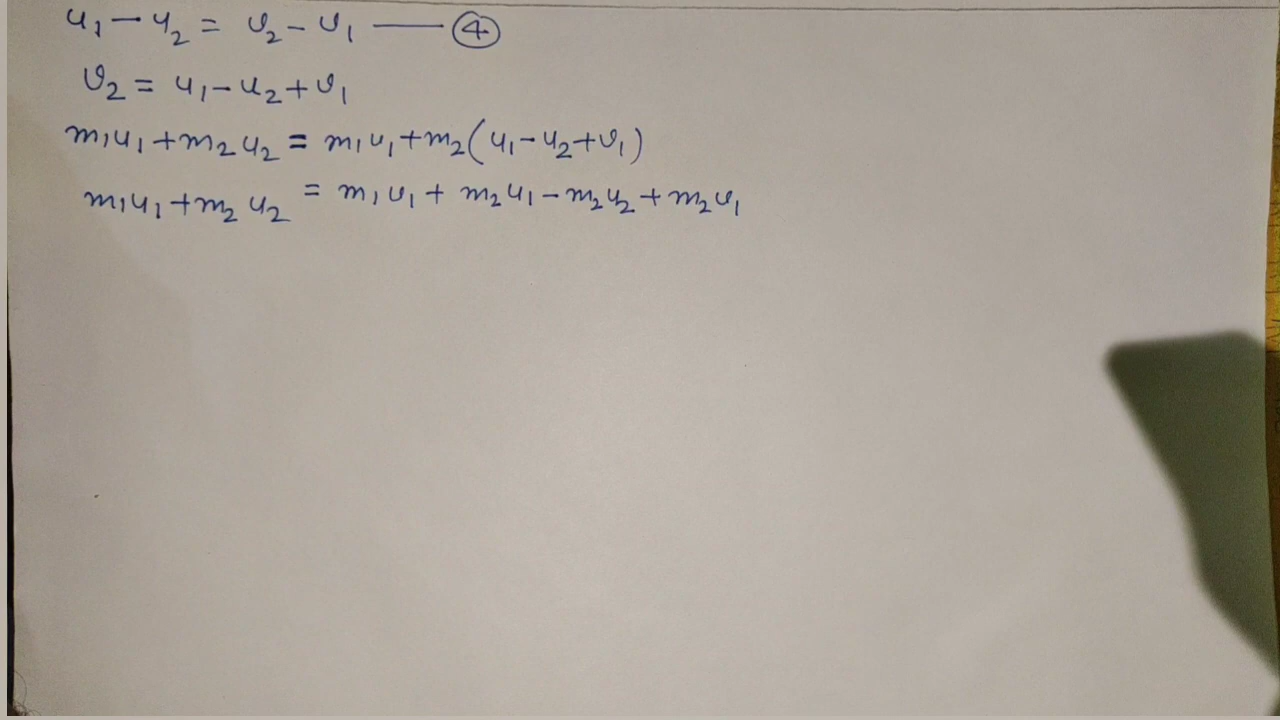 u₁ − u₂ = v₂ − v₁ —— ④
v₂ = u₁ − u₂ + v₁
m₁u₁ + m₂u₂ = m₁v₁ + m₂(u₁ − u₂ + v₁)
m₁u₁ + m₂u₂ = m₁v₁ + m₂u₁ − m₂u₂ + m₂v₁